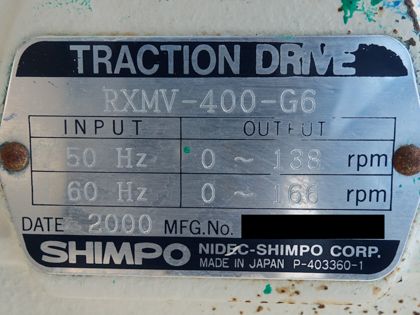 TRACTION DRIVE
RXMV-400-G6
INPUT OUTPUT
50 Hz 0 ~ 138 rpm
60 Hz 0 ~ 166 rpm
DATE 2000 MFG.No.
SHIMPO NIDEC-SHIMPO CORP.
MADE IN JAPAN P-403360-1